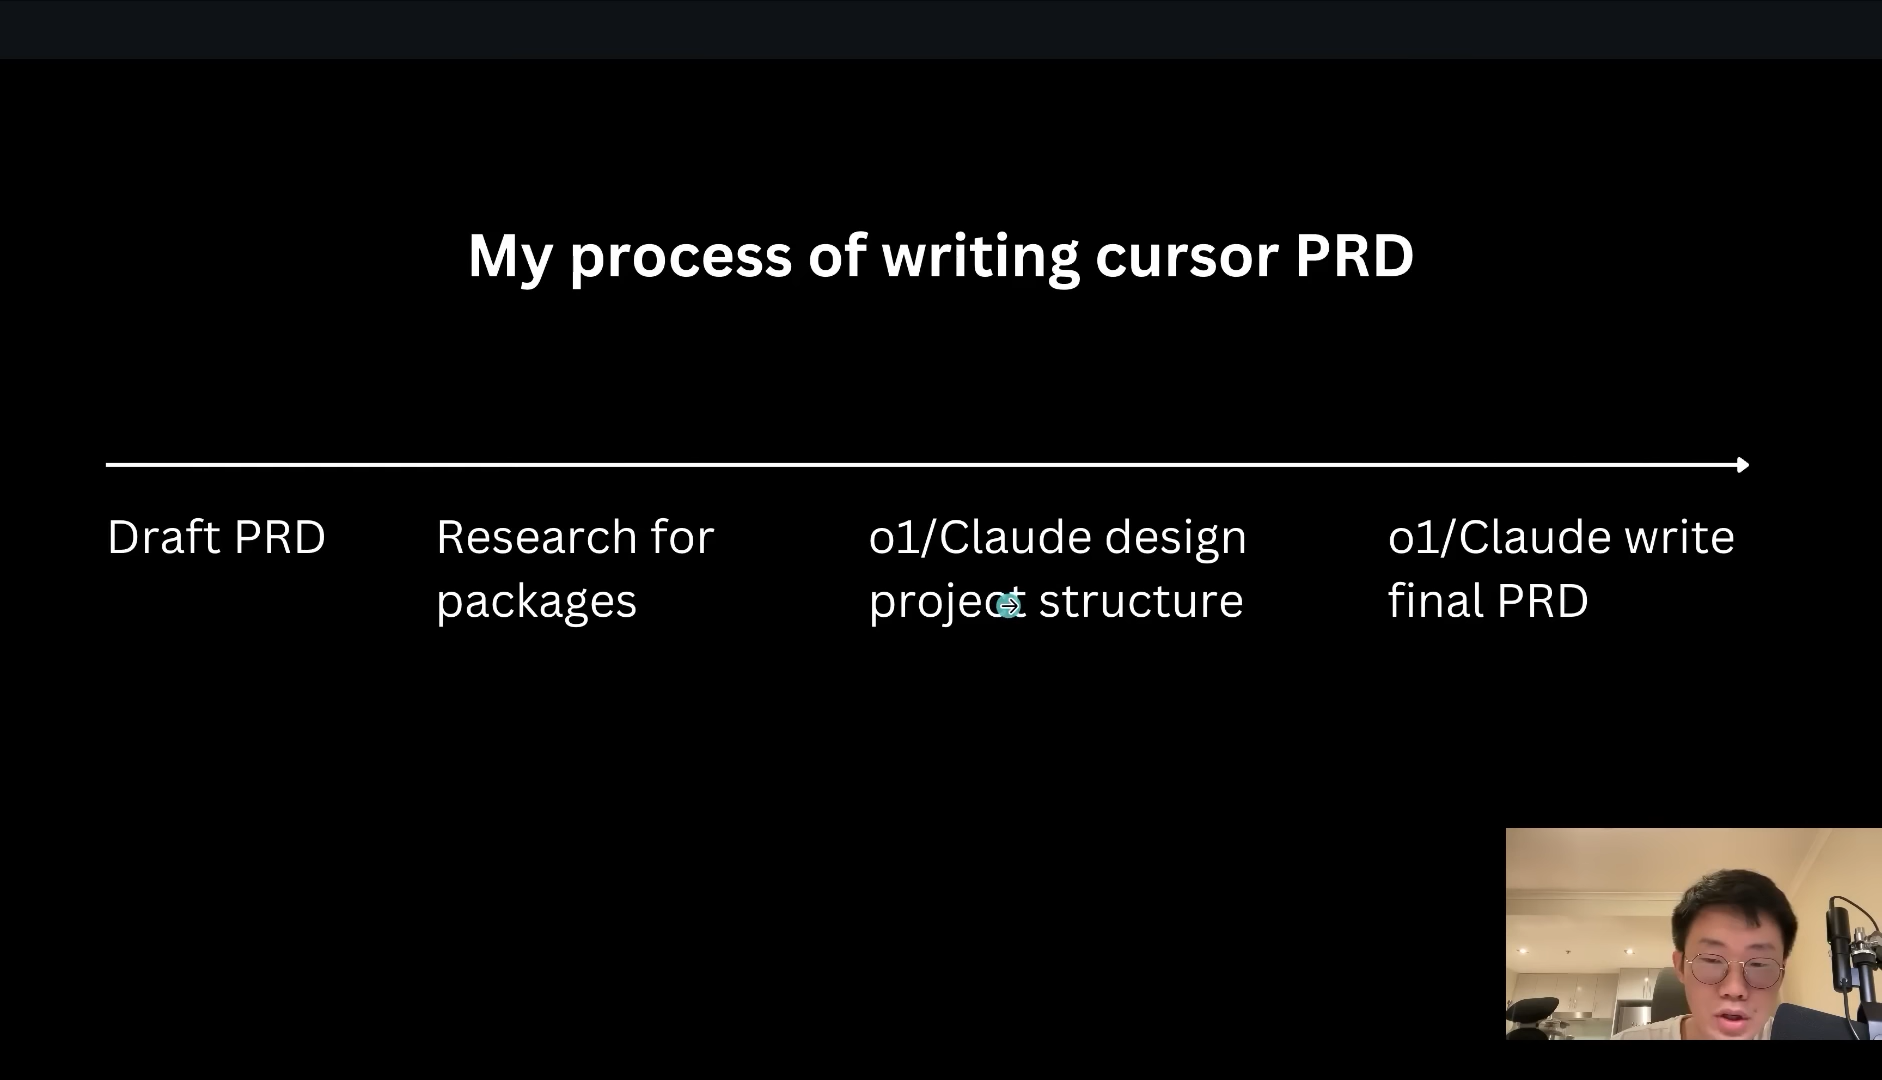 My process of writing cursor PRD
Draft PRD
Research for
packages
o1/Claude design
project structure
o1/Claude write
final PRD